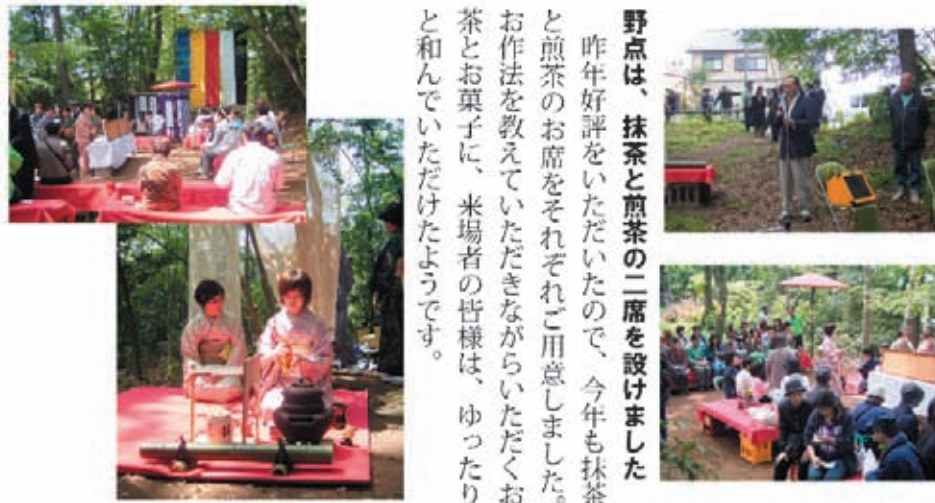 野点は、抹茶と煎茶の二席を設けました
昨年好評をいただいたので、今年も抹茶
と煎茶のお席をそれぞれご用意しました。
お作法を教えていただきながらいただくお
茶とお菓子に、来場者の皆様は、ゆったり
と和んでいただけたようです。